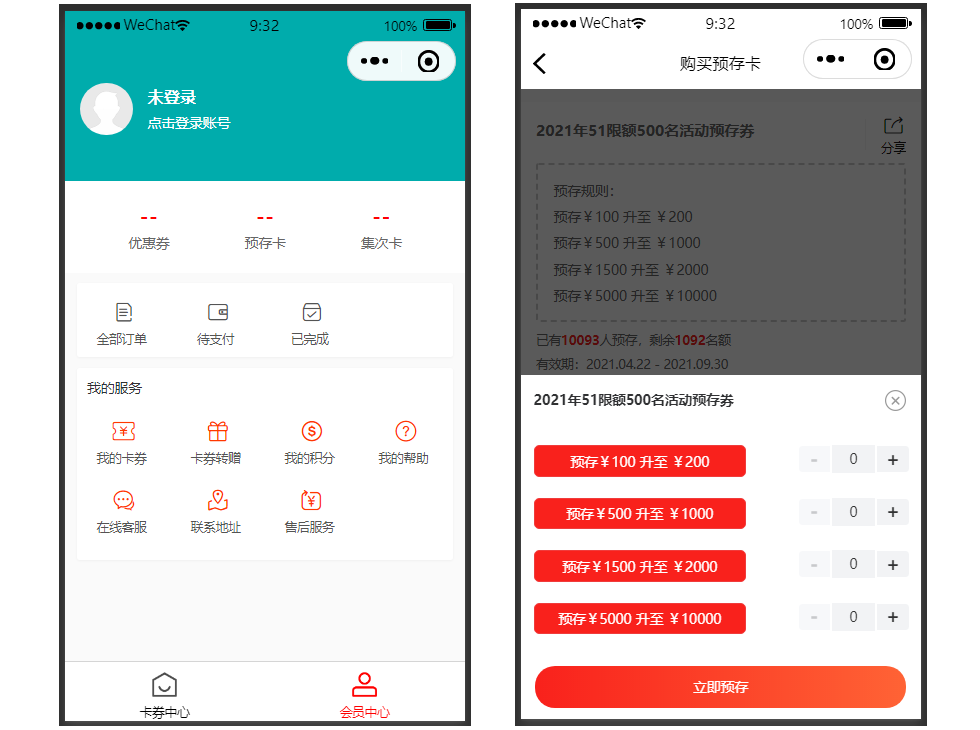 WeChat 9:32 100%
未登录
点击登录账号
-- -- --
优惠券 预存卡 集次卡
全部订单 待支付 已完成
我的服务
我的卡券 卡券转赠 我的积分 我的帮助
在线客服 联系地址 售后服务
卡券中心 会员中心
WeChat 9:32 100%
购买预存卡
2021年51限额500名活动预存券
分享
预存规则：
预存￥100 升至 ￥200
预存￥500 升至 ￥1000
预存￥1500 升至 ￥2000
预存￥5000 升至 ￥10000
已有10093人预存，剩余1092名额
有效期：2021.04.22 - 2021.09.30
2021年51限额500名活动预存券
预存￥100 升至 ￥200 - 0 +
预存￥500 升至 ￥1000 - 0 +
预存￥1500 升至 ￥2000 - 0 +
预存￥5000 升至 ￥10000 - 0 +
立即预存